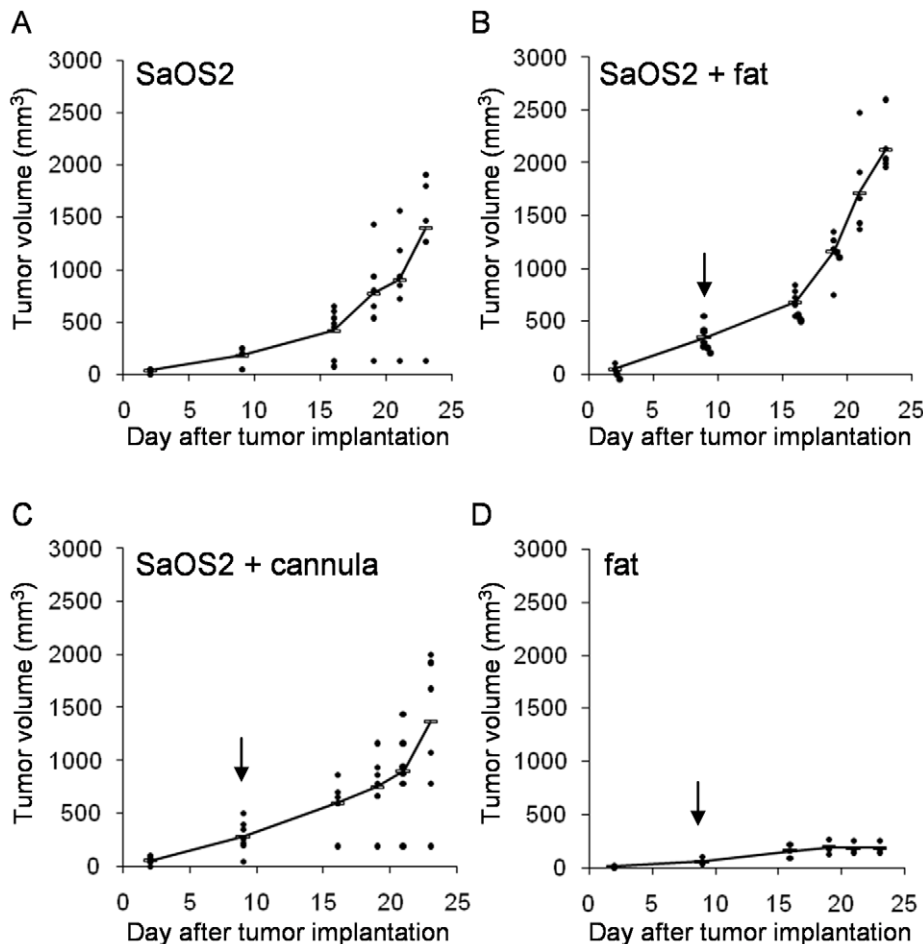 A
SaOS2
Tumor volume (mm³)
3000
2500
2000
1500
1000
500
0
0 5 10 15 20 25
Day after tumor implantation
B
SaOS2 + fat
Tumor volume (mm³)
3000
2500
2000
1500
1000
500
0
0 5 10 15 20 25
Day after tumor implantation
C
SaOS2 + cannula
Tumor volume (mm³)
3000
2500
2000
1500
1000
500
0
0 5 10 15 20 25
Day after tumor implantation
D
fat
Tumor volume (mm³)
3000
2500
2000
1500
1000
500
0
0 5 10 15 20 25
Day after tumor implantation